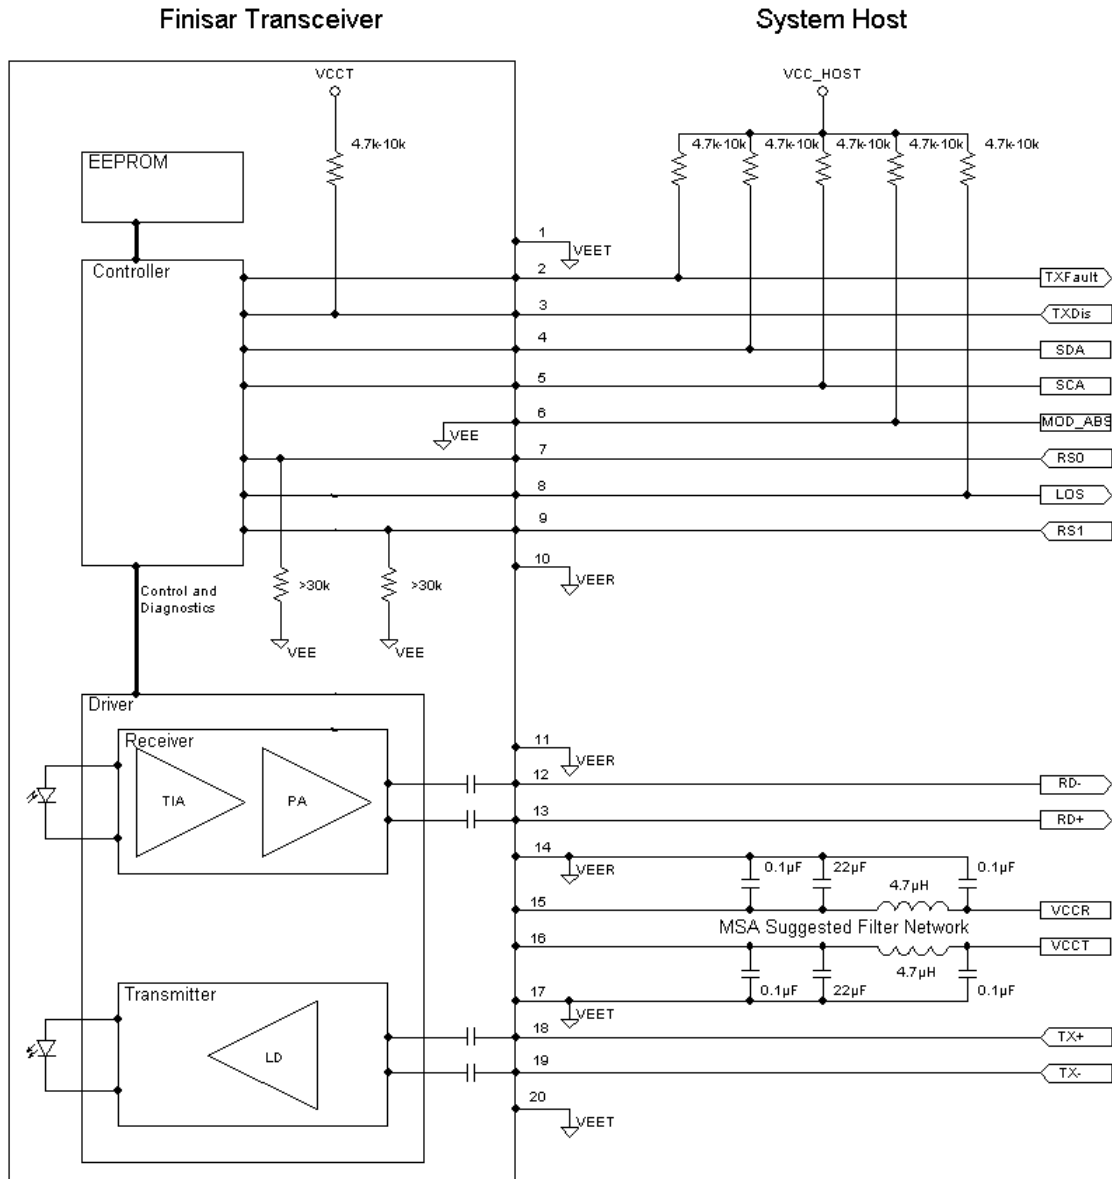 Finisar Transceiver
System Host
VCCT
VCC_HOST
4.7k-10k
4.7k-10k 4.7k-10k 4.7k-10k 4.7k-10k 4.7k-10k
EEPROM
1
VEET
Controller
2
TXFault
3
TXDis
4
SDA
5
SCA
6
VEE
MOD_ABS
7
RS0
8
LOS
9
RS1
10
VEER
Control and
Diagnostics
>30k
>30k
VEE
VEE
Driver
Receiver
TIA
PA
11
VEER
12
RD-
13
RD+
14
VEER
0.1µF
22µF
4.7µH
0.1µF
15
VCCR
MSA Suggested Filter Network
16
VCCT
4.7µH
0.1µF
22µF
0.1µF
17
VEET
Transmitter
LD
18
TX+
19
TX-
20
VEET